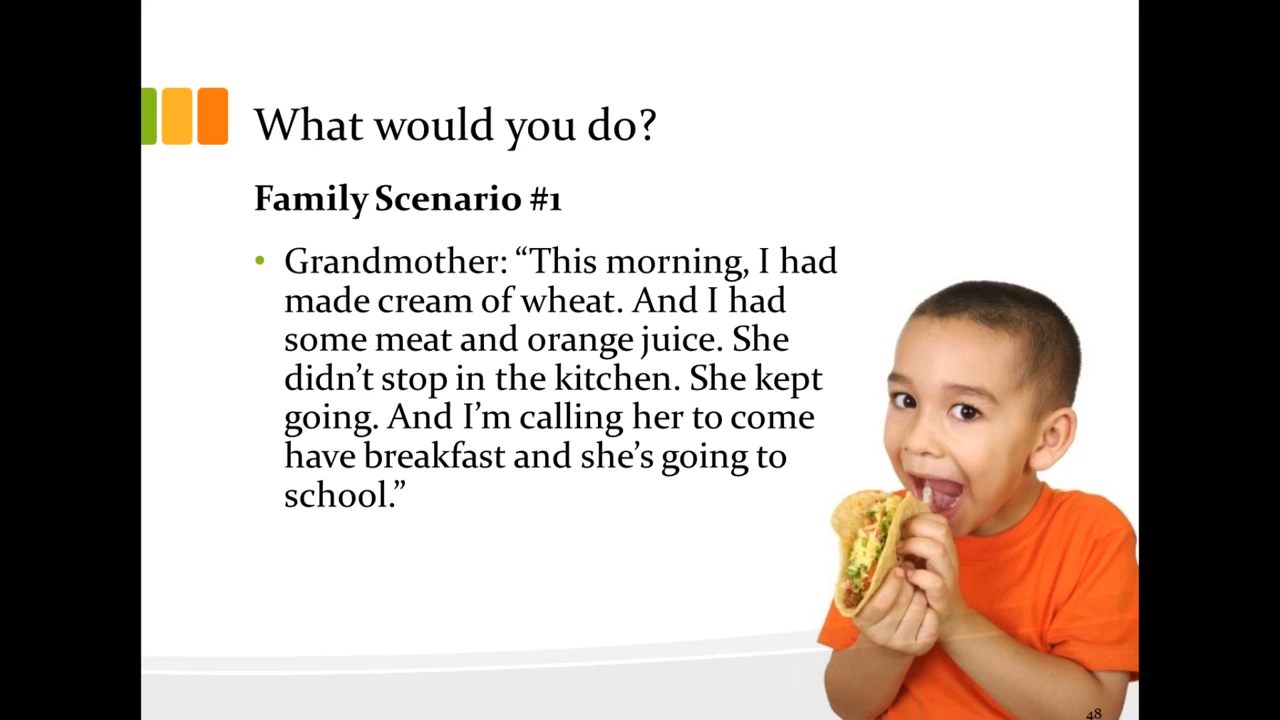 What would you do?
Family Scenario #1
• Grandmother: “This morning, I had
made cream of wheat. And I had
some meat and orange juice. She
didn’t stop in the kitchen. She kept
going. And I’m calling her to come
have breakfast and she’s going to
school.”
48